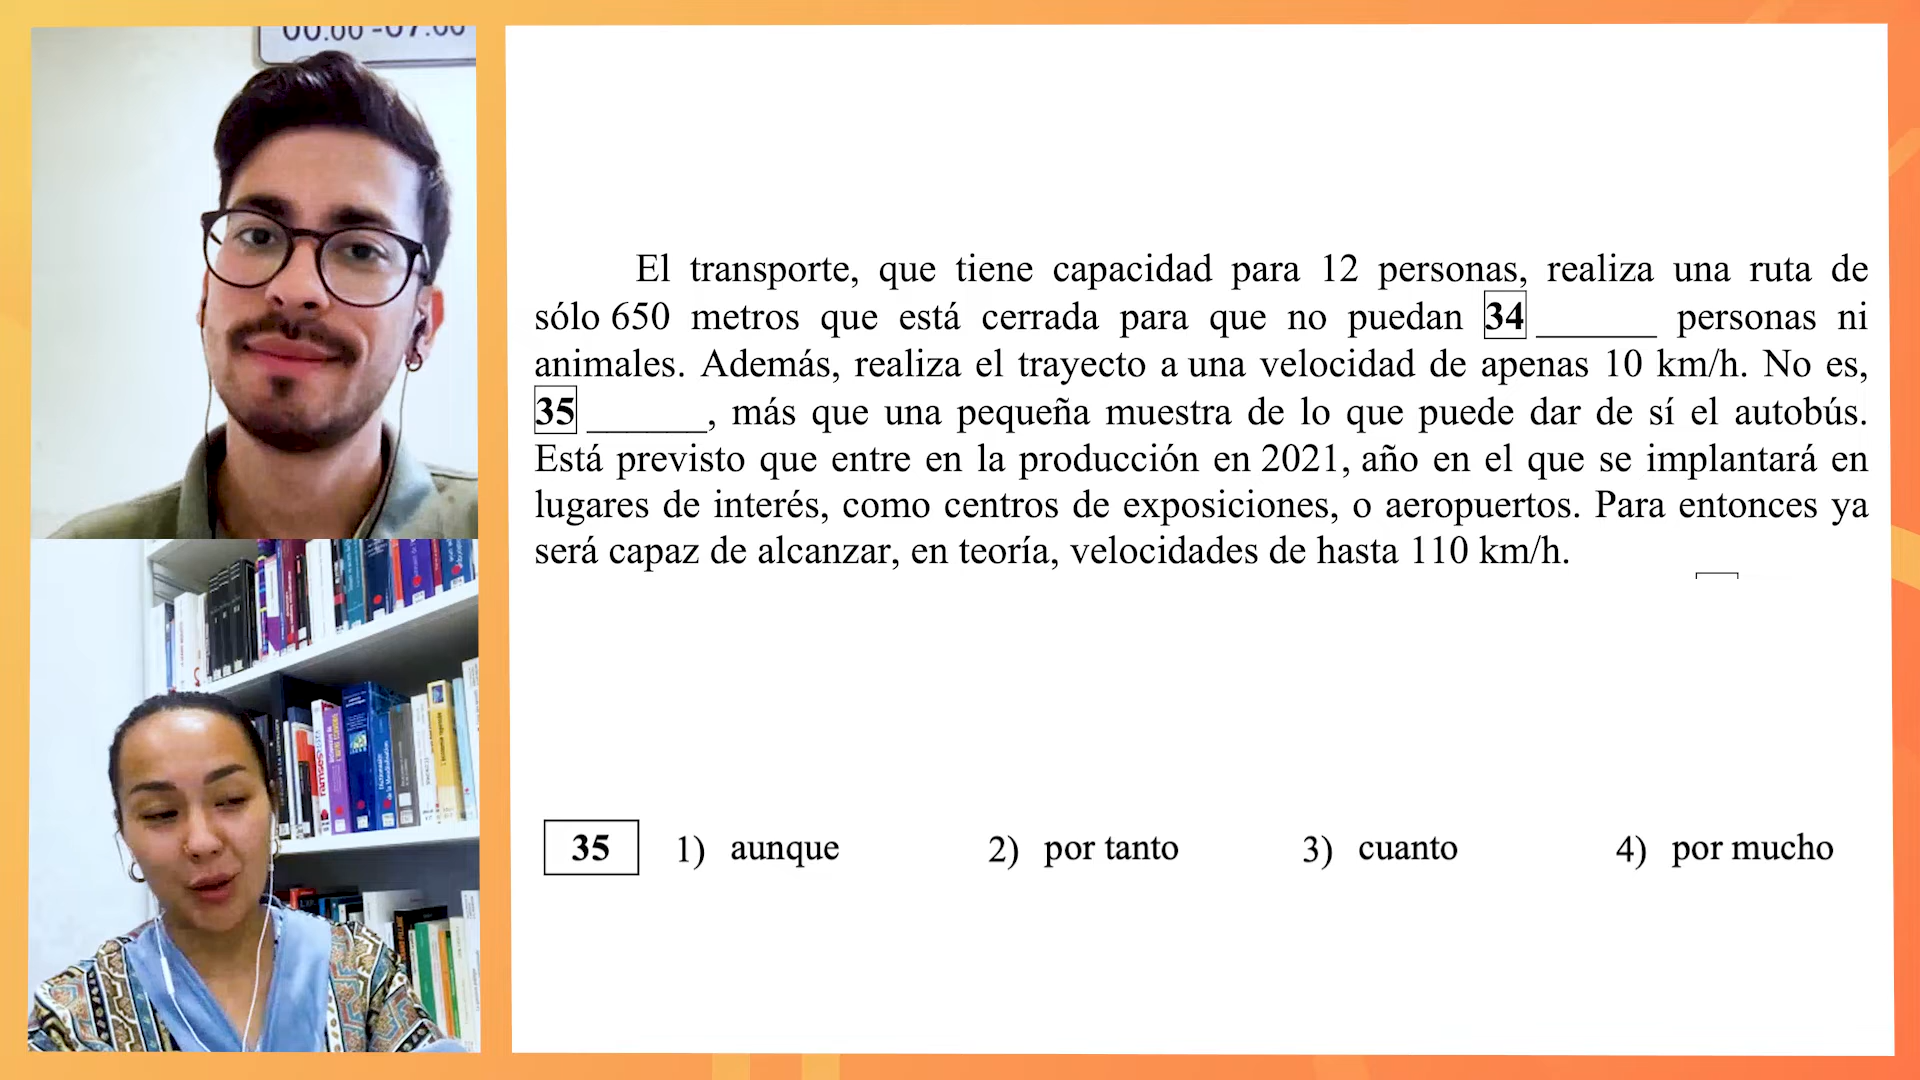 00.00 - 07.00
El transporte, que tiene capacidad para 12 personas, realiza una ruta de
sólo 650 metros que está cerrada para que no puedan 34 ______ personas ni
animales. Además, realiza el trayecto a una velocidad de apenas 10 km/h. No es,
35 ______, más que una pequeña muestra de lo que puede dar de sí el autobús.
Está previsto que entre en la producción en 2021, año en el que se implantará en
lugares de interés, como centros de exposiciones, o aeropuertos. Para entonces ya
será capaz de alcanzar, en teoría, velocidades de hasta 110 km/h.
35 1) aunque 2) por tanto 3) cuanto 4) por mucho